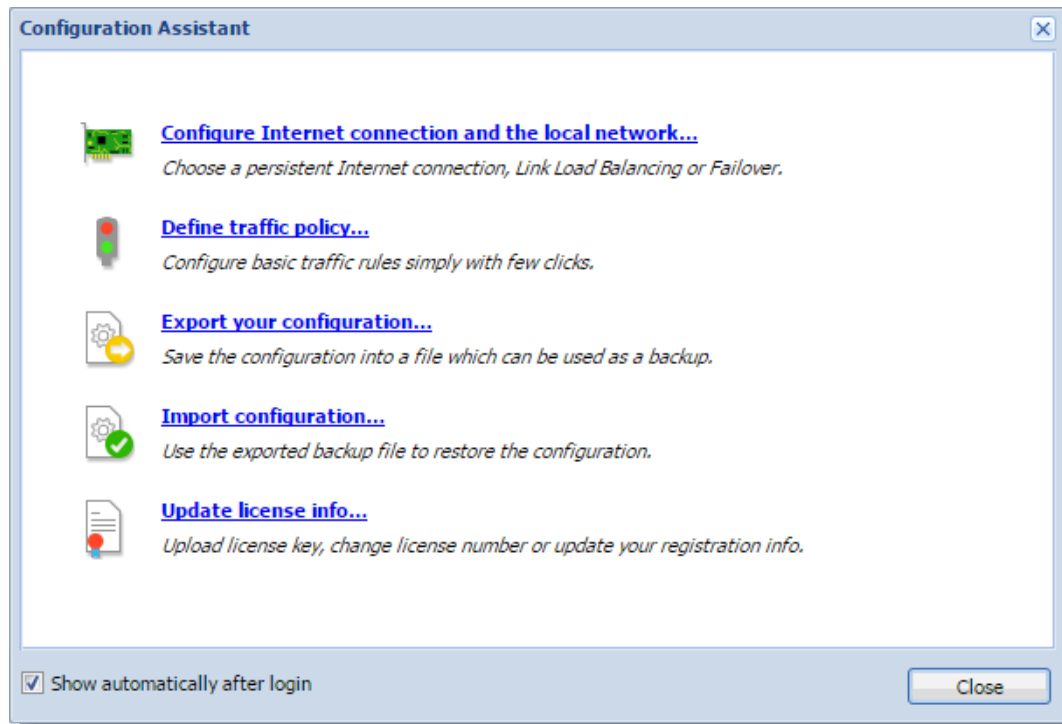 Configuration Assistant
Configure Internet connection and the local network...
Choose a persistent Internet connection, Link Load Balancing or Failover.
Define traffic policy...
Configure basic traffic rules simply with few clicks.
Export your configuration...
Save the configuration into a file which can be used as a backup.
Import configuration...
Use the exported backup file to restore the configuration.
Update license info...
Upload license key, change license number or update your registration info.
Show automatically after login
Close